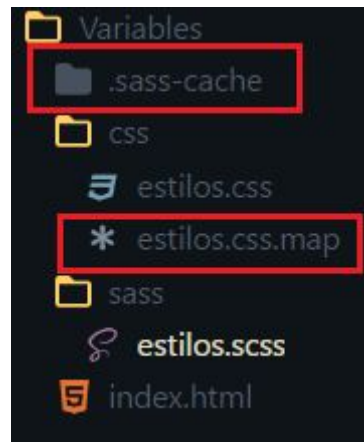 Variables
.sass-cache
css
estilos.css
estilos.css.map
sass
estilos.scss
index.html